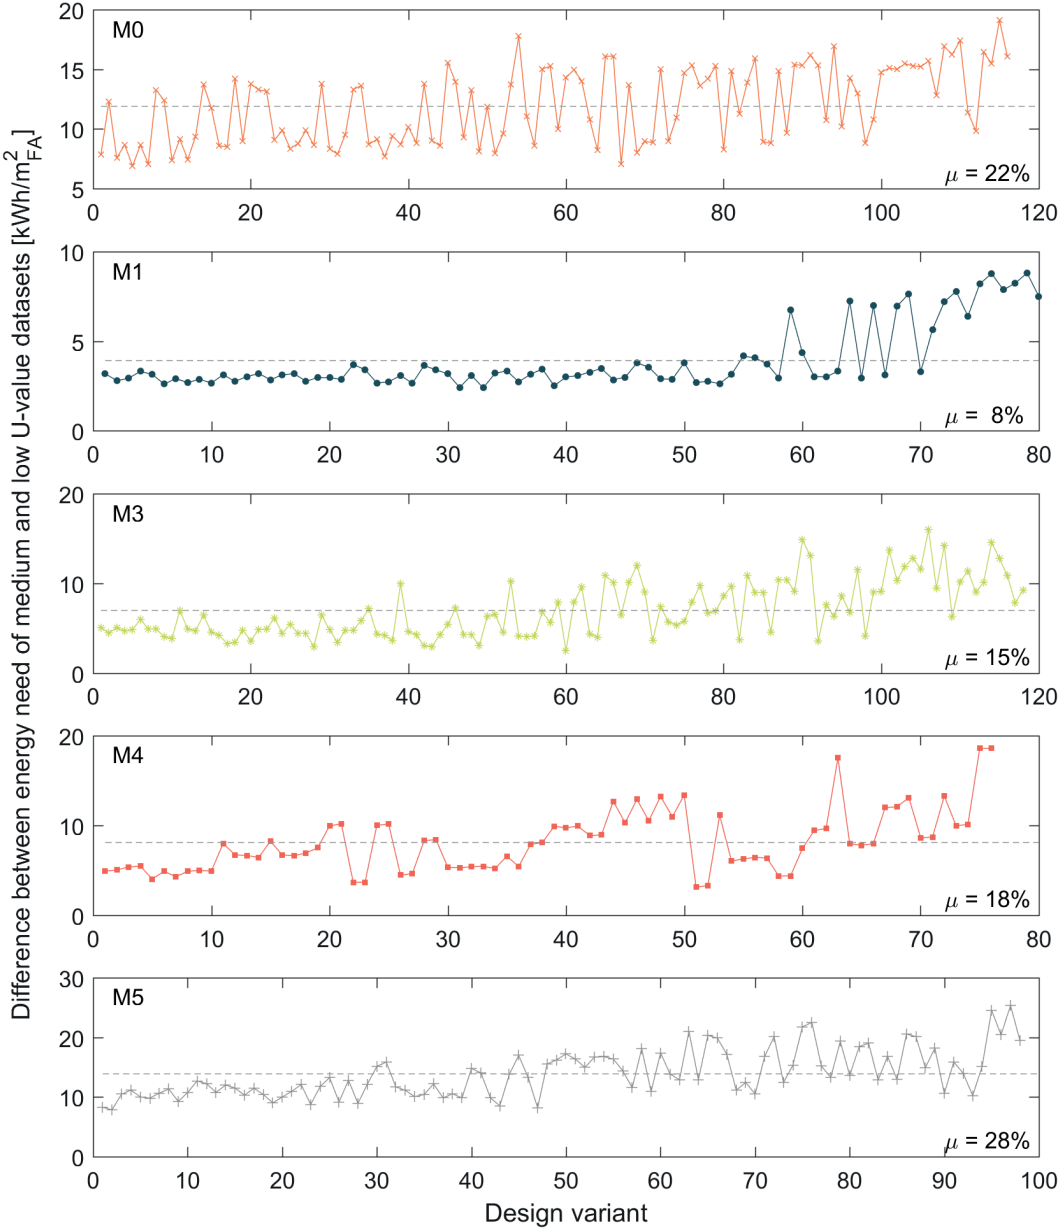 Difference between energy need of medium and low U-value datasets [kWh/m²FA]
20
15
10
5
M0
μ = 22%
0 20 40 60 80 100 120
10
5
0
M1
μ = 8%
0 10 20 30 40 50 60 70 80
20
10
0
M3
μ = 15%
0 20 40 60 80 100 120
20
10
0
M4
μ = 18%
0 10 20 30 40 50 60 70 80
30
20
10
0
M5
μ = 28%
0 10 20 30 40 50 60 70 80 90 100
Design variant